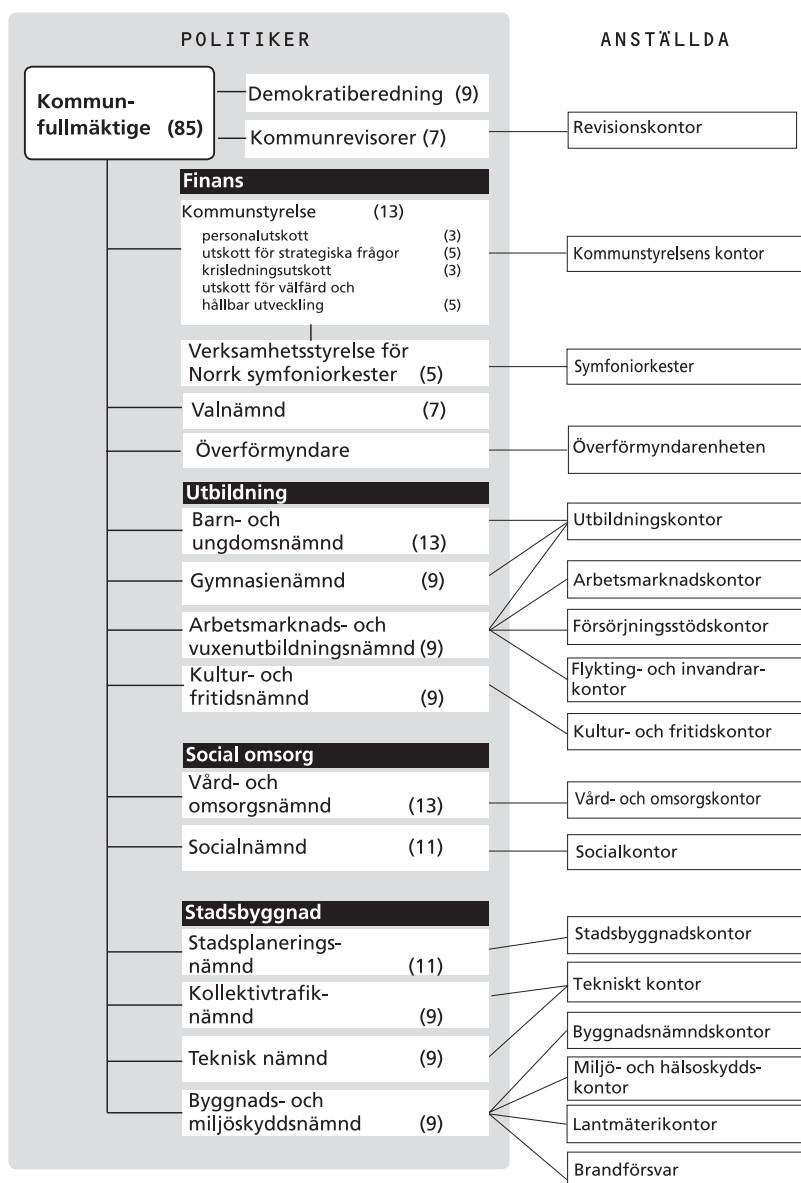 POLITIKER
ANSTÄLLDA
Kommun-
fullmäktige (85)
Demokratiberedning (9)
Kommunrevisorer (7)
Revisionskontor
Finans
Kommunstyrelse (13)
personalutskott (3)
utskott för strategiska frågor (5)
krisledningsutskott (3)
utskott för välfärd och
hållbar utveckling (5)
Kommunstyrelsens kontor
Verksamhetsstyrelse för
Norrk symfoniorkester (5)
Symfoniorkester
Valnämnd (7)
Överförmyndare
Överförmyndarenheten
Utbildning
Barn- och
ungdomsnämnd (13)
Utbildningskontor
Gymnasienämnd (9)
Arbetsmarknadskontor
Arbetsmarknads- och
vuxenutbildningsnämnd (9)
Försörjningsstödskontor
Flykting- och invandrar-
kontor
Kultur- och
fritidsnämnd (9)
Kultur- och fritidskontor
Social omsorg
Vård- och
omsorgsnämnd (13)
Vård- och omsorgskontor
Socialnämnd (11)
Socialkontor
Stadsbyggnad
Stadsplanerings-
nämnd (11)
Stadsbyggnadskontor
Kollektivtrafik-
nämnd (9)
Tekniskt kontor
Teknisk nämnd (9)
Byggnadsnämndskontor
Miljö- och hälsoskydds-
kontor
Byggnads- och
miljöskyddsnämnd (9)
Lantmäterikontor
Brandförsvar